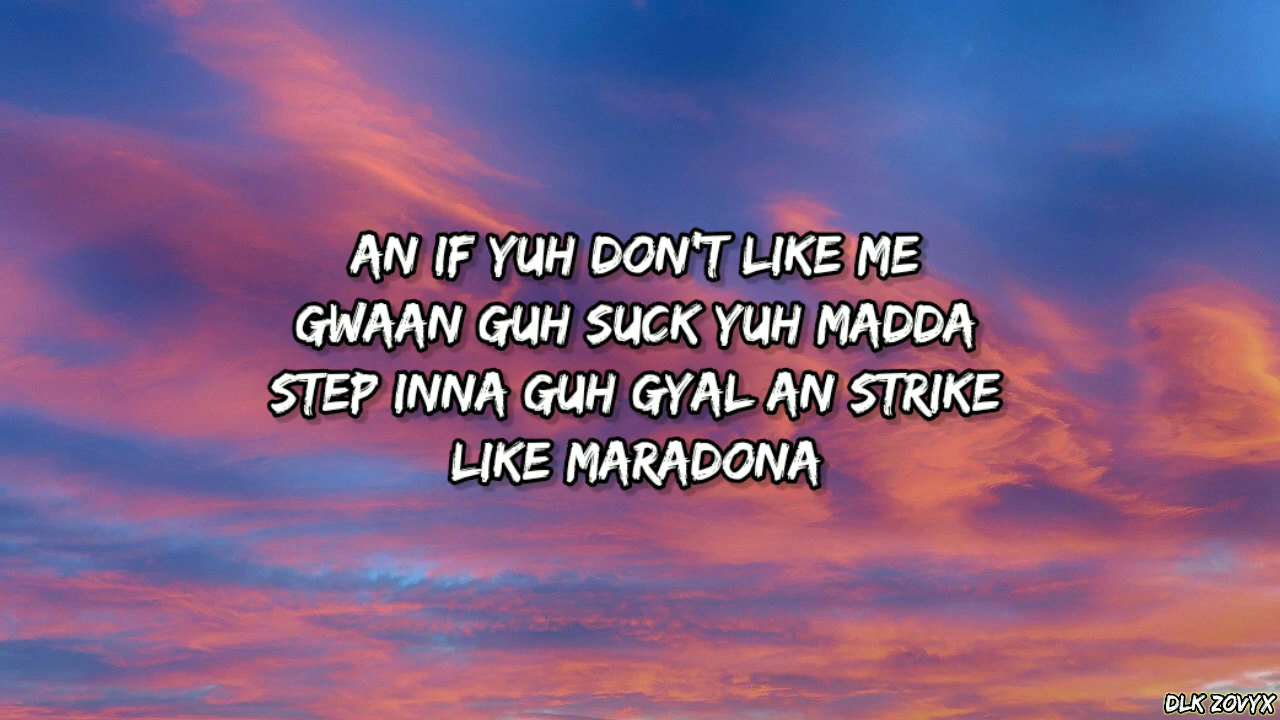 AN IF YUH DON'T LIKE ME
GWAAN GUH SUCK YUH MADDA
STEP INNA GUH GYAL AN STRIKE
LIKE MARADONA
DLK ZOVYX